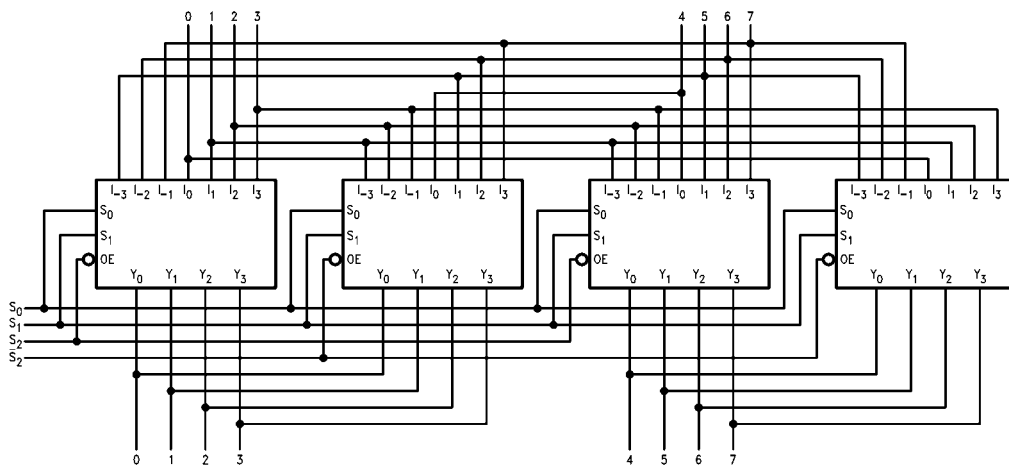 0 1 2 3 4 5 6 7
I₋₃ I₋₂ I₋₁ I₀ I₁ I₂ I₃ I₋₃ I₋₂ I₋₁ I₀ I₁ I₂ I₃ I₋₃ I₋₂ I₋₁ I₀ I₁ I₂ I₃ I₋₃ I₋₂ I₋₁ I₀ I₁ I₂ I₃
S₀ S₀ S₀ S₀
S₁ S₁ S₁ S₁
OE OE OE OE
Y₀ Y₁ Y₂ Y₃ Y₀ Y₁ Y₂ Y₃ Y₀ Y₁ Y₂ Y₃ Y₀ Y₁ Y₂ Y₃
S₀
S₁
S₂
S̅₂
0 1 2 3 4 5 6 7